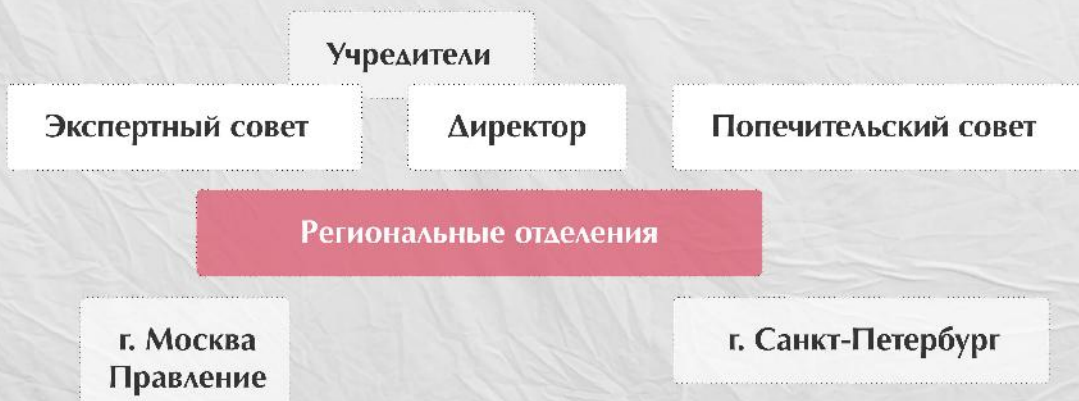 Учредители
Экспертный совет
Директор
Попечительский совет
Региональные отделения
г. Москва
Правление
г. Санкт-Петербург